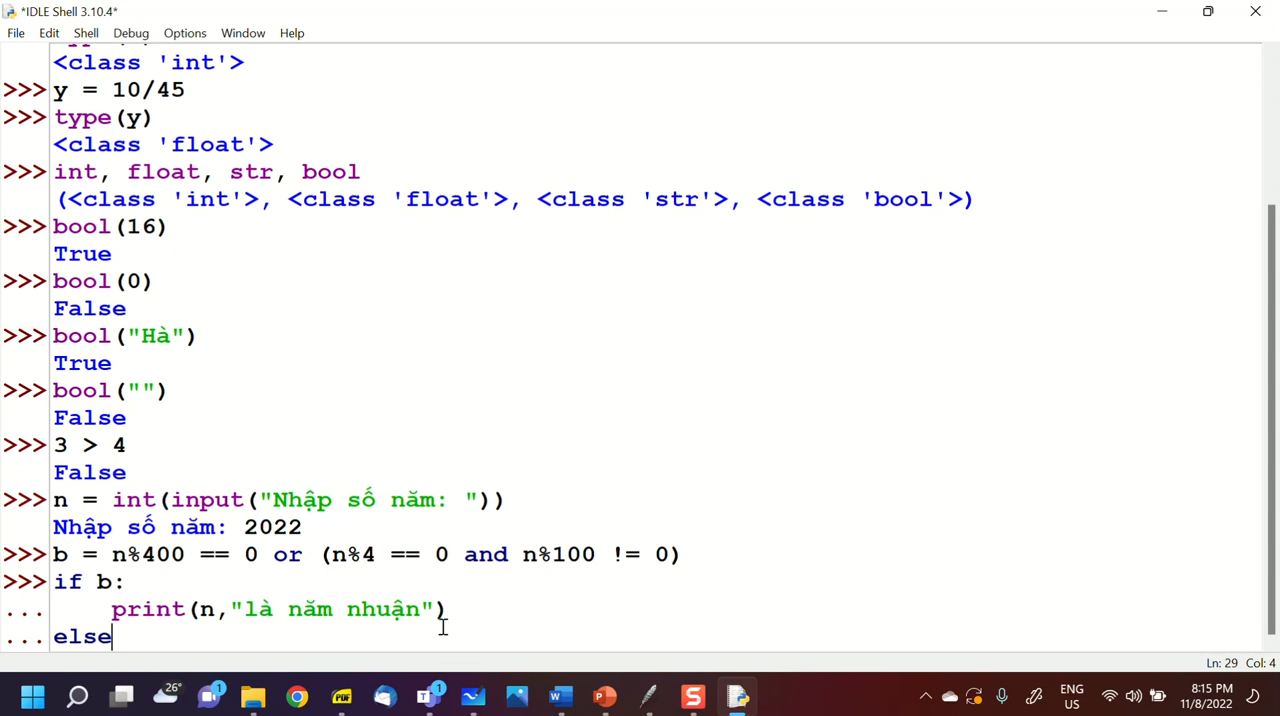 *IDLE Shell 3.10.4*
File Edit Shell Debug Options Window Help
<class 'int'>
>>> y = 10/45
>>> type(y)
<class 'float'>
>>> int, float, str, bool
(<class 'int'>, <class 'float'>, <class 'str'>, <class 'bool'>)
>>> bool(16)
True
>>> bool(0)
False
>>> bool("Hà")
True
>>> bool("")
False
>>> 3 > 4
False
>>> n = int(input("Nhập số năm: "))
Nhập số năm: 2022
>>> b = n%400 == 0 or (n%4 == 0 and n%100 != 0)
>>> if b:
... print(n,"là năm nhuận")
... else
Ln: 29 Col: 4
26°
1
PDF
1
W
P
S
ENG
US
8:15 PM
11/8/2022